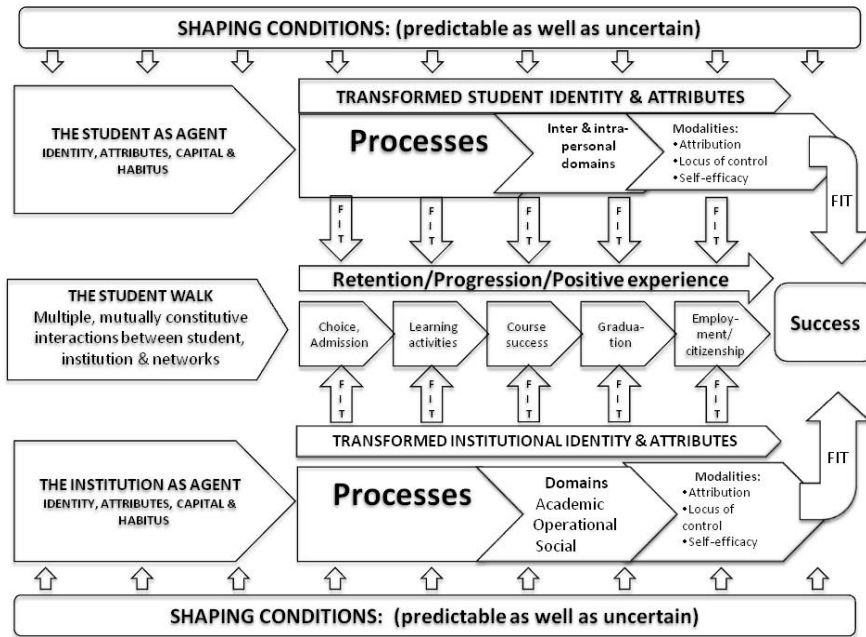 SHAPING CONDITIONS: (predictable as well as uncertain)
TRANSFORMED STUDENT IDENTITY & ATTRIBUTES
THE STUDENT AS AGENT
IDENTITY, ATTRIBUTES, CAPITAL &
HABITUS
Processes
Inter & intra-
personal
domains
Modalities:
•Attribution
•Locus of control
•Self-efficacy
FIT
F
I
T
F
I
T
F
I
T
F
I
T
F
I
T
Retention/Progression/Positive experience
THE STUDENT WALK
Multiple, mutually constitutive
interactions between student,
institution & networks
Choice,
Admission
Learning
activities
Course
success
Gradua-
tion
Employ-
ment/
citizenship
Success
F
I
T
F
I
T
F
I
T
F
I
T
F
I
T
TRANSFORMED INSTITUTIONAL IDENTITY & ATTRIBUTES
THE INSTITUTION AS AGENT
IDENTITY, ATTRIBUTES, CAPITAL &
HABITUS
Processes
Domains
Academic
Operational
Social
Modalities:
•Attribution
•Locus of
control
•Self-efficacy
FIT
SHAPING CONDITIONS: (predictable as well as uncertain)